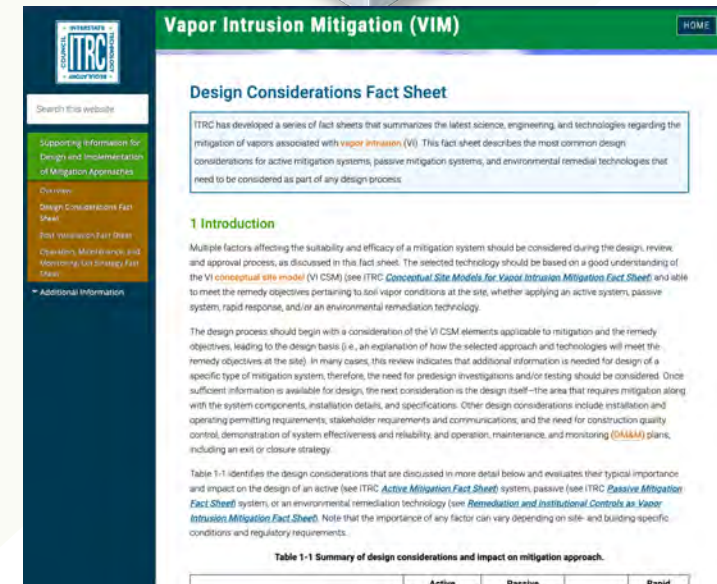 INTERSTATE
COUNCIL
ITRC
TECHNOLOGY
REGULATORY
Vapor Intrusion Mitigation (VIM)
HOME
Search this website
Supporting Information for
Design and Implementation
of Mitigation Approaches
Overview
Design Considerations Fact
Sheet
Post Installation Fact Sheet
Operation, Maintenance, and
Monitoring/Exit Strategy Fact
Sheet
Additional Information
Design Considerations Fact Sheet
ITRC has developed a series of fact sheets that summarizes the latest science, engineering, and technologies regarding the
mitigation of vapors associated with vapor intrusion (VI). This fact sheet describes the most common design
considerations for active mitigation systems, passive mitigation systems, and environmental remedial technologies that
need to be considered as part of any design process.
1 Introduction
Multiple factors affecting the suitability and efficacy of a mitigation system should be considered during the design, review,
and approval process, as discussed in this fact sheet. The selected technology should be based on a good understanding of
the VI conceptual site model (VI CSM) (see ITRC Conceptual Site Models for Vapor Intrusion Mitigation Fact Sheet) and able
to meet the remedy objectives pertaining to soil vapor conditions at the site, whether applying an active system, passive
system, rapid response, and/or an environmental remediation technology.
The design process should begin with a consideration of the VI CSM elements applicable to mitigation and the remedy
objectives, leading to the design basis (i.e., an explanation of how the selected approach and technologies will meet the
remedy objectives at the site). In many cases, this review indicates that additional information is needed for design of a
specific type of mitigation system, therefore, the need for predesign investigations and/or testing should be considered. Once
sufficient information is available for design, the next consideration is the design itself—the area that requires mitigation along
with the system components, installation details, and specifications. Other design considerations include installation and
operating permitting requirements, stakeholder requirements and communications, and the need for construction quality
control, demonstration of system effectiveness and reliability, and operation, maintenance, and monitoring (OM&M) plans,
including an exit or closure strategy.
Table 1-1 identifies the design considerations that are discussed in more detail below and evaluates their typical importance
and impact on the design of an active (see ITRC Active Mitigation Fact Sheet) system, passive (see ITRC Passive Mitigation
Fact Sheet) system, or an environmental remediation technology (see Remediation and Institutional Controls as Vapor
Intrusion Mitigation Fact Sheet). Note that the importance of any factor can vary depending on site- and building-specific
conditions and regulatory requirements.
Table 1-1 Summary of design considerations and impact on mitigation approach.
Active Passive Rapid